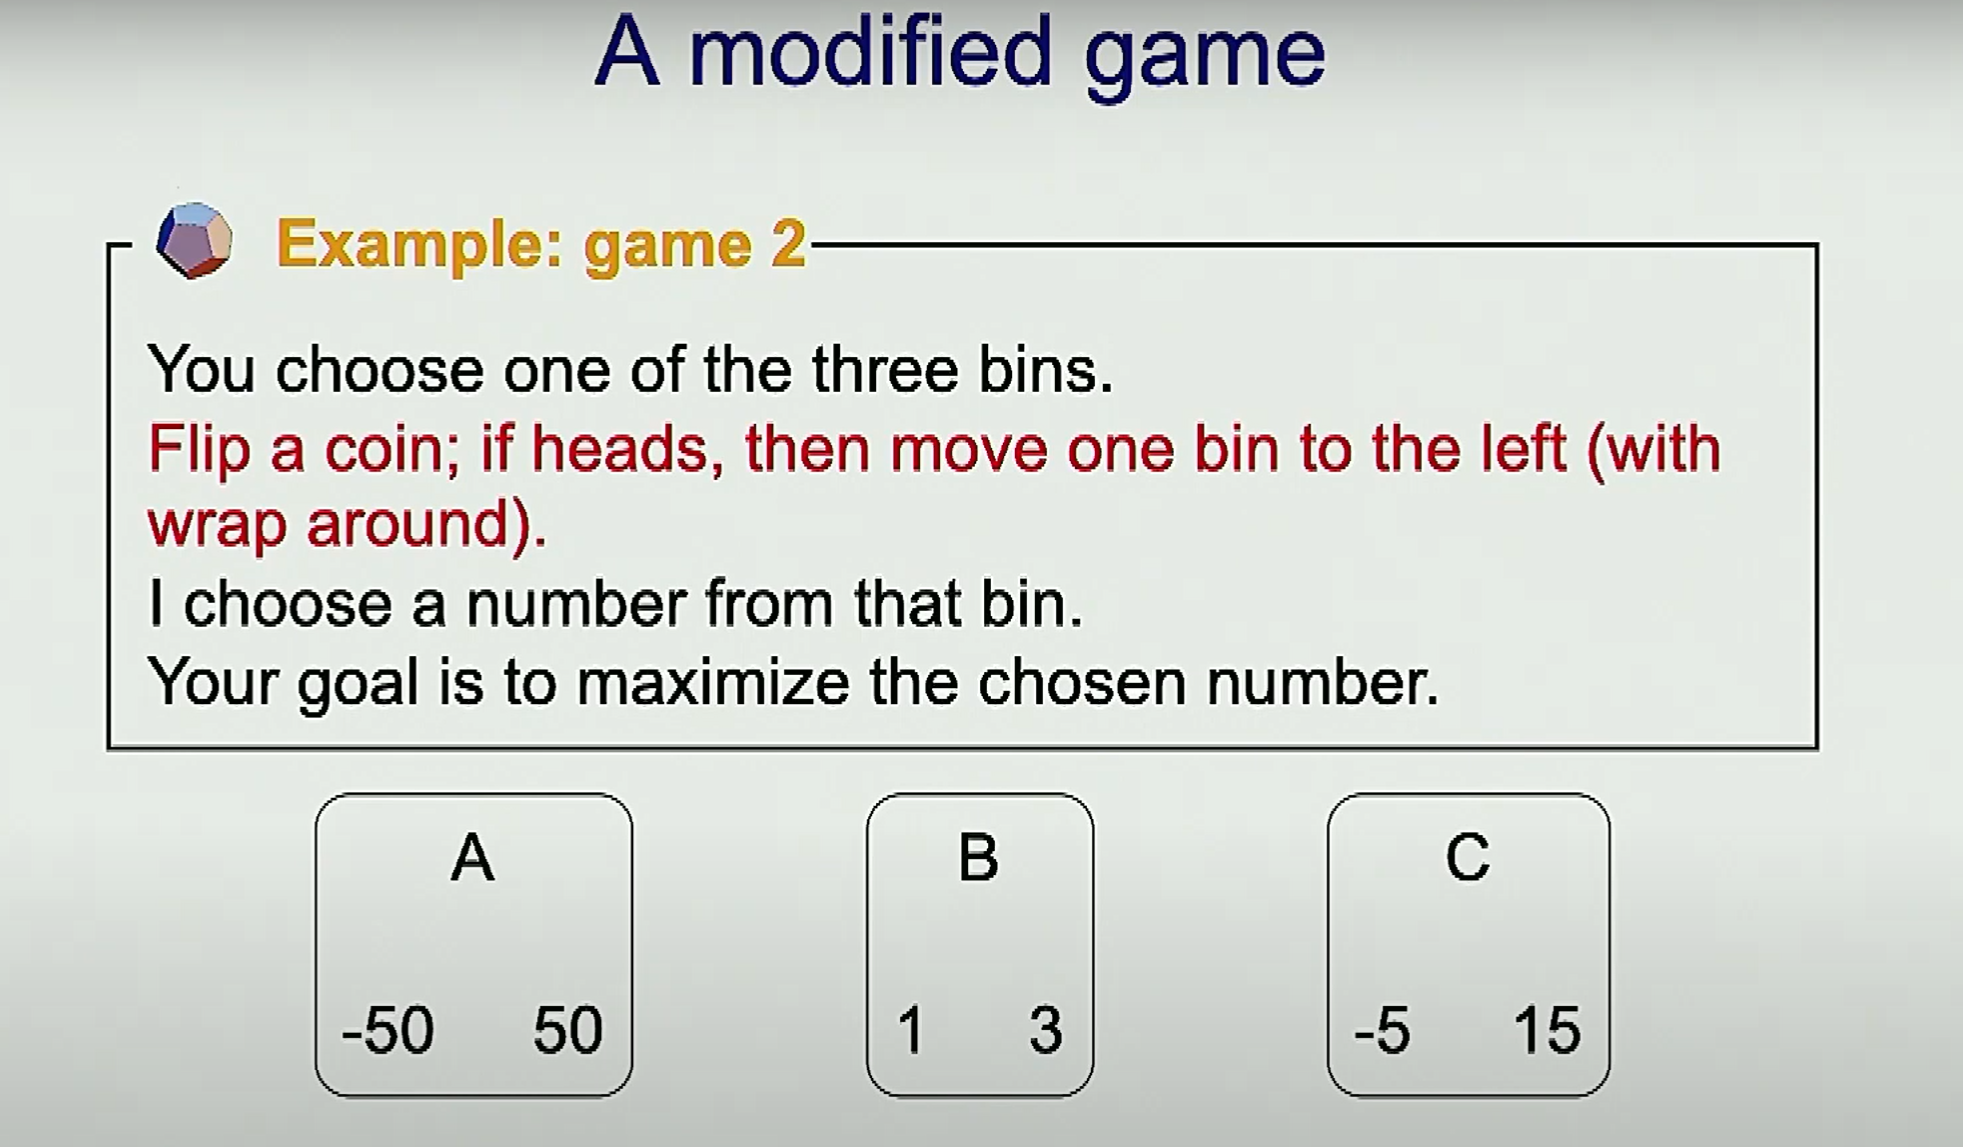 A modified game
Example: game 2
You choose one of the three bins.
Flip a coin; if heads, then move one bin to the left (with
wrap around).
I choose a number from that bin.
Your goal is to maximize the chosen number.
A B C
-50 50 1 3 -5 15